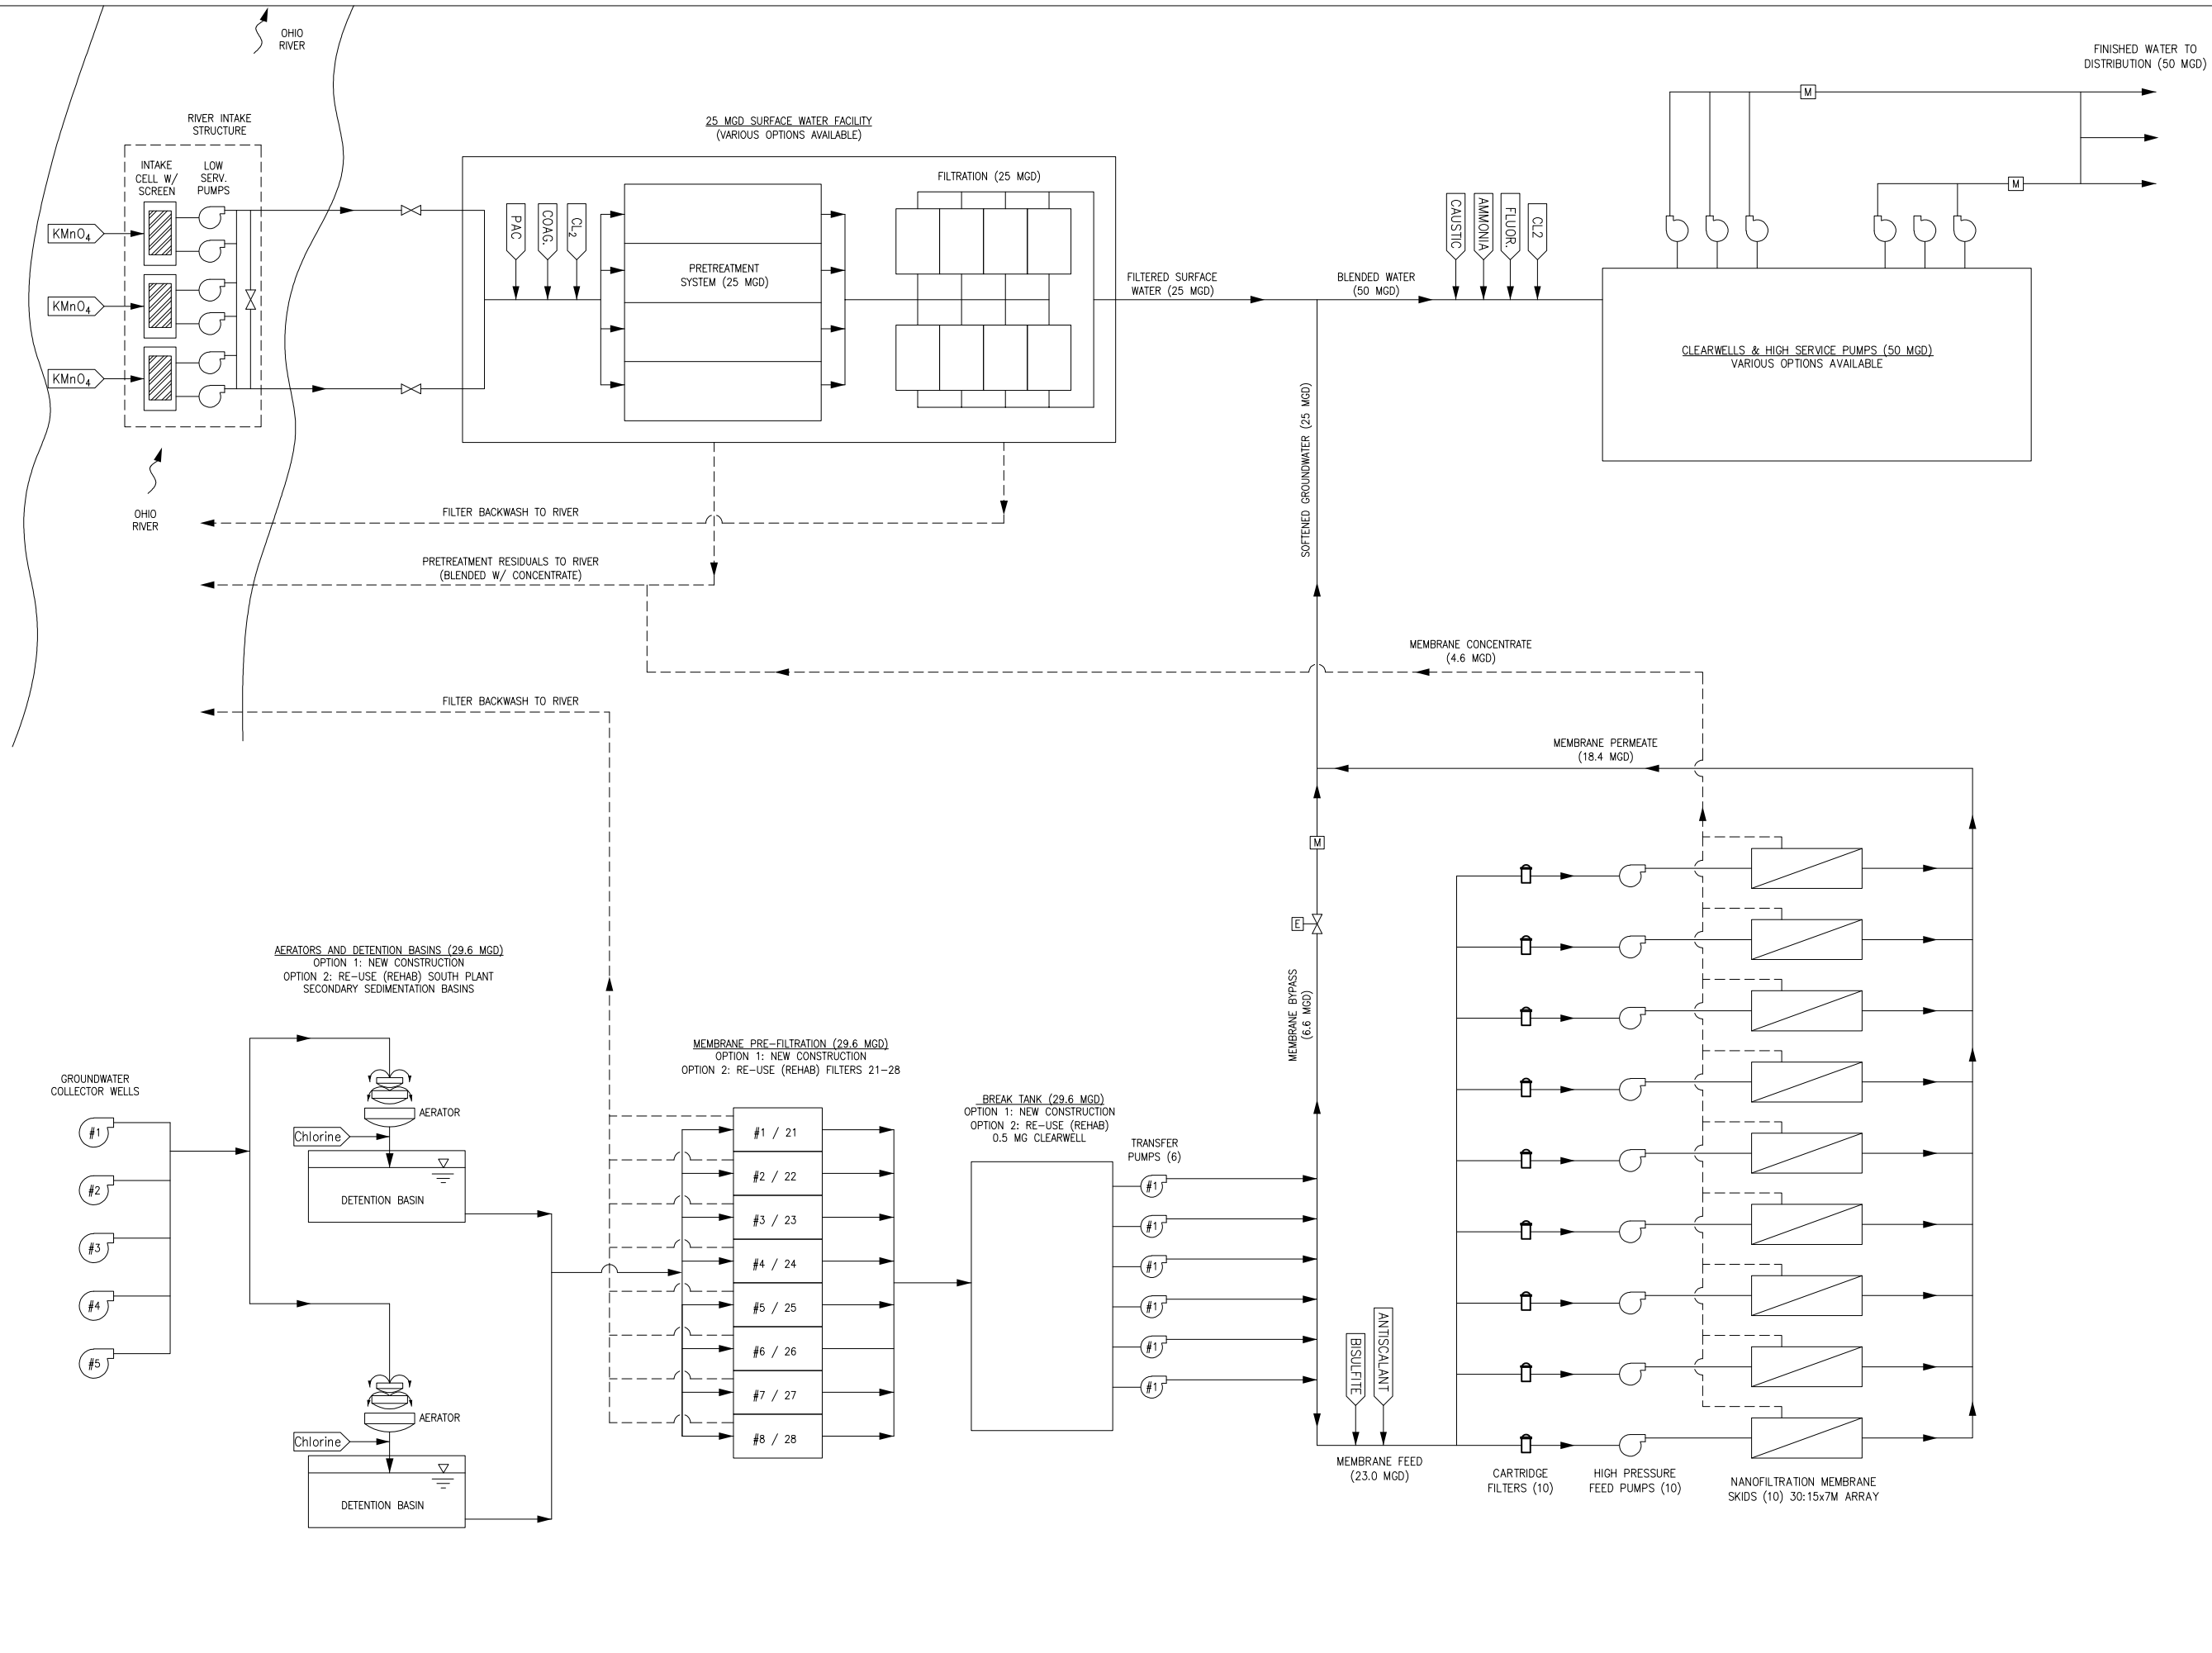 OHIO
RIVER
FINISHED WATER TO
DISTRIBUTION (50 MGD)
M
M
RIVER INTAKE
STRUCTURE
INTAKE
CELL W/
SCREEN
LOW
SERV.
PUMPS
KMnO4
KMnO4
KMnO4
OHIO
RIVER
25 MGD SURFACE WATER FACILITY
(VARIOUS OPTIONS AVAILABLE)
PAC
COAG.
CL2
PRETREATMENT
SYSTEM (25 MGD)
FILTRATION (25 MGD)
FILTERED SURFACE
WATER (25 MGD)
BLENDED WATER
(50 MGD)
CAUSTIC
AMMONIA
FLUOR.
CL2
CLEARWELLS & HIGH SERVICE PUMPS (50 MGD)
VARIOUS OPTIONS AVAILABLE
SOFTENED GROUNDWATER (25 MGD)
FILTER BACKWASH TO RIVER
PRETREATMENT RESIDUALS TO RIVER
(BLENDED W/ CONCENTRATE)
MEMBRANE CONCENTRATE
(4.6 MGD)
FILTER BACKWASH TO RIVER
MEMBRANE PERMEATE
(18.4 MGD)
M
E
MEMBRANE BYPASS
(6.6 MGD)
AERATORS AND DETENTION BASINS (29.6 MGD)
OPTION 1: NEW CONSTRUCTION
OPTION 2: RE-USE (REHAB) SOUTH PLANT
SECONDARY SEDIMENTATION BASINS
GROUNDWATER
COLLECTOR WELLS
#1
#2
#3
#4
#5
AERATOR
Chlorine
DETENTION BASIN
AERATOR
Chlorine
DETENTION BASIN
MEMBRANE PRE-FILTRATION (29.6 MGD)
OPTION 1: NEW CONSTRUCTION
OPTION 2: RE-USE (REHAB) FILTERS 21-28
#1 / 21
#2 / 22
#3 / 23
#4 / 24
#5 / 25
#6 / 26
#7 / 27
#8 / 28
BREAK TANK (29.6 MGD)
OPTION 1: NEW CONSTRUCTION
OPTION 2: RE-USE (REHAB)
0.5 MG CLEARWELL
TRANSFER
PUMPS (6)
#1
#1
#1
#1
#1
#1
BISULFITE
ANTISCALANT
MEMBRANE FEED
(23.0 MGD)
CARTRIDGE
FILTERS (10)
HIGH PRESSURE
FEED PUMPS (10)
NANOFILTRATION MEMBRANE
SKIDS (10) 30:15x7M ARRAY